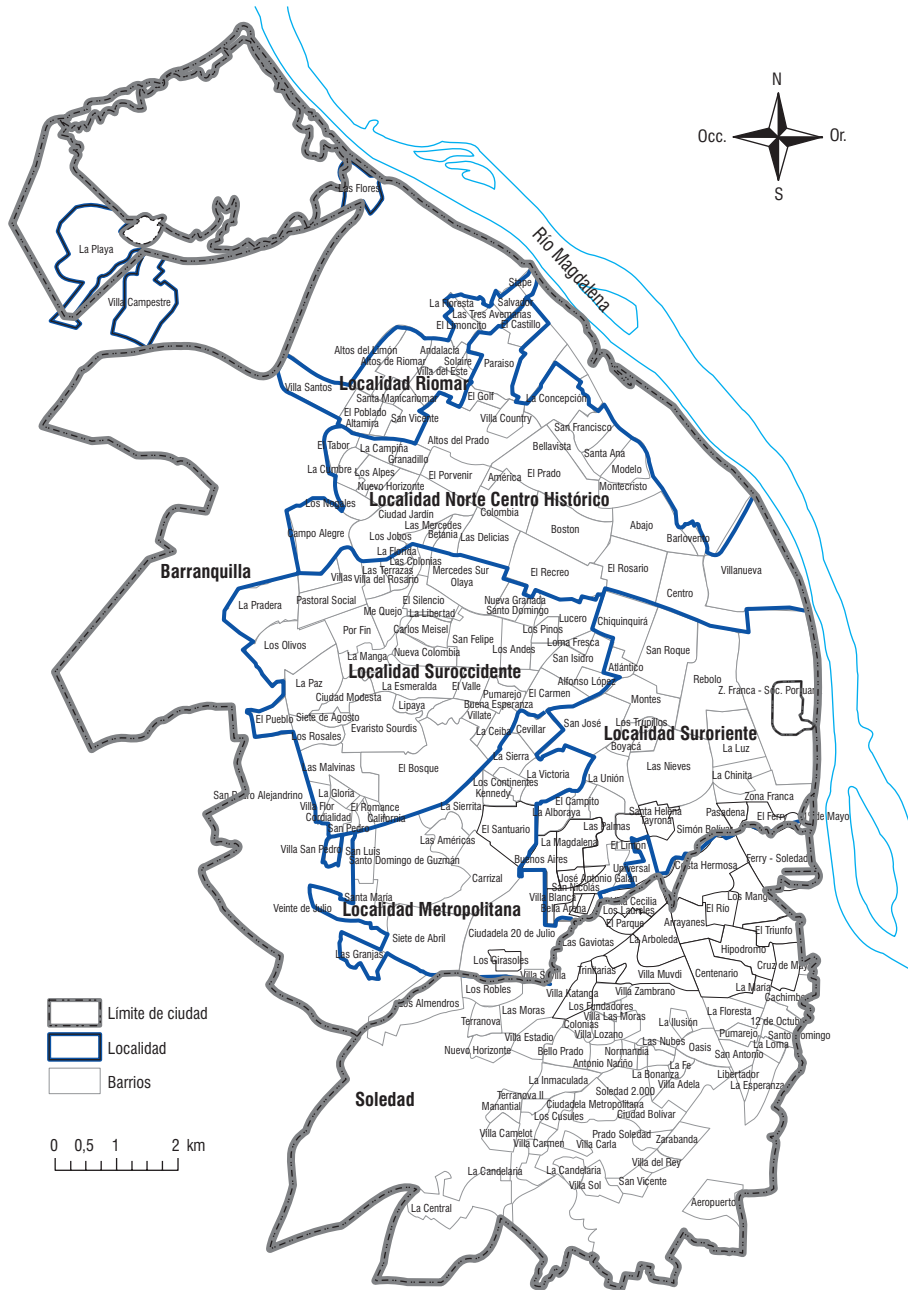 N
Occ.
Or.
S
Río Magdalena
Las Flores
La Playa
Villa Campestre
Siape
La Floresta
Salvador
Las Tres Avemarías
El Limoncito
El Castillo
Altos del Limón
Andalacía
Altos de Riomar
Solaire
Villa del Este
Paraiso
Localidad Riomar
Villa Santos
El Golf
La Concepción
El Poblado
Altamira
San Vicente
Villa Country
San Francisco
El Tabor
La Campiña
Granadillo
Altos del Prado
Bellavista
Santa Ana
La Cumbre
Los Alpes
El Porvenir
América
El Prado
Modelo
Nuevo Horizonte
Montecristo
Localidad Norte Centro Histórico
Los Nogales
Ciudad Jardín
Colombia
Las Mercedes
Campo Alegre
Los Jobos
Betania
Las Delicias
Boston
Abajo
Barlovento
La Florida
Las Colonias
Barranquilla
Las Terrazas
Villas
Villa del Rosario
Mercedes Sur
Olaya
El Recreo
El Rosario
Villanueva
Centro
La Pradera
Pastoral Social
El Silencio
Me Quejo
La Libertad
Nueva Granada
Santo Domingo
Lucero
Chiquinquirá
Los Olivos
Por Fin
Carlos Meisel
San Felipe
Los Pinos
Loma Fresca
San Roque
La Manga
Nueva Colombia
Los Andes
San Isidro
Atlántico
Rebolo
Localidad Suroccidente
La Paz
La Esmeralda
El Valle
Alfonso López
Z. Franca - Soc. Portuar
Ciudad Modesta
Pumarejo
El Carmen
Montes
Lipaya
Buena Esperanza
Villate
El Pueblo
Siete de Agosto
Evaristo Sourdis
La Ceiba
Cevillar
San José
Los Trupillos
Localidad Suroriente
Los Rosales
Boyacá
La Luz
Las Malvinas
El Bosque
La Sierra
La Victoria
La Unión
Las Nieves
La Chinita
San Pedro Alejandrino
La Gloria
Los Continentes
Kennedy
Zona Franca
Villa Flor
Cordialidad
El Romance
California
La Sierrita
El Campito
La Alboraya
Santa Helena
Tayrona
Pasadena
San Pedro
Las Américas
El Santuario
Las Palmas
Simón Bolívar
La Magdalena
El Limón
Villa San Pedro
San Luis
Santo Domingo de Guzmán
Buenos Aires
Costa Hermosa
Ferry - Soledad
Universal
Carrizal
José Antonio Galán
San Nicolás
Santa María
Villa Blanca
Bella Arena
Los Laureles
El Río
Veinte de Julio
Localidad Metropolitana
El Parque
Arrayanes
El Triunfo
Siete de Abril
Ciudadela 20 de Julio
Las Gaviotas
La Arboleda
Hipodromo
Las Granjas
Los Girasoles
Trinitarias
Villa Muvdi
Centenario
Los Robles
Villa Katanga
Villa Zambrano
La Maria
Los Almendros
Las Moras
Los Fundadores
Villa Las Moras
La Floresta
Terranova
Colonias
La Ilusión
12 de Octubre
Villa Estadio
Villa Lozano
Pumarejo
Santo Domingo
Las Nubes
La Loma
Nuevo Horizonte
Bello Prado
Normandía
Oasis
San Antonio
Antonio Nariño
La Fe
La Bonanza
Libertador
La Inmaculada
Villa Adela
La Esperanza
Soledad 2.000
Soledad
Terranova II
Manantial
Ciudadela Metropolitana
Los Cusules
Ciudad Bolivar
Villa Camelot
Prado Soledad
Villa Carmen
Villa Carla
Zarabanda
Villa del Rey
La Candelaria
La Candelaria
Villa Sol
San Vicente
Aeropuerto
La Central
Límite de ciudad
Localidad
Barrios
0 0,5 1 2 km